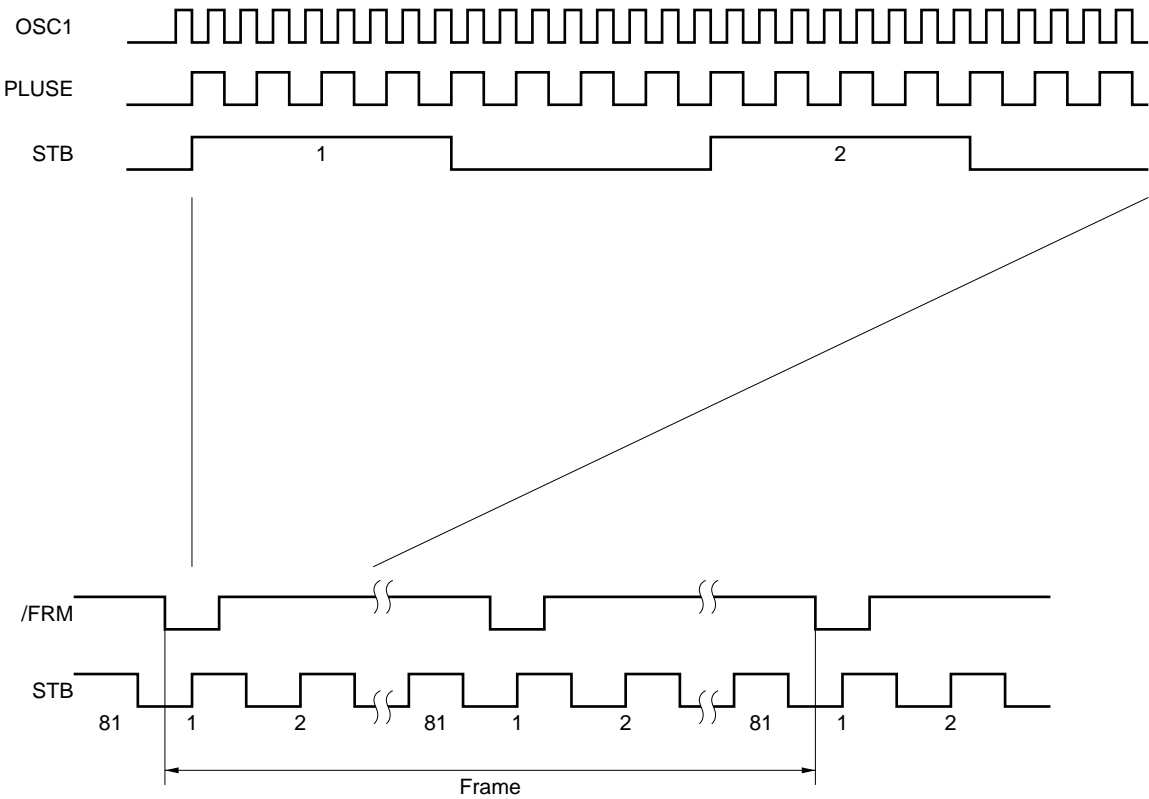 OSC1
PLUSE
STB
1 2
/FRM
STB
81 1 2 81 1 2 81 1 2
Frame